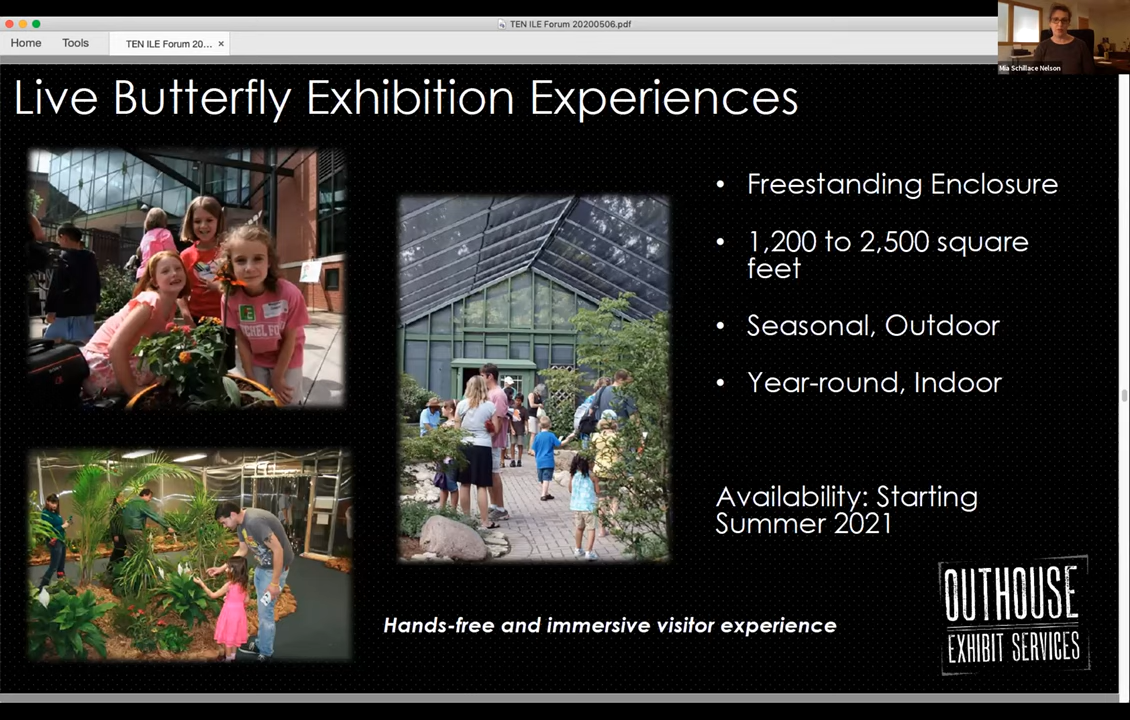 TEN ILE Forum 20200506.pdf
Home
Tools
TEN ILE Forum 20... ×
Mia Schillace Nelson
Live Butterfly Exhibition Experiences
• Freestanding Enclosure
• 1,200 to 2,500 square
feet
• Seasonal, Outdoor
• Year-round, Indoor
Availability: Starting
Summer 2021
Hands-free and immersive visitor experience
OUTHOUSE
EXHIBIT SERVICES